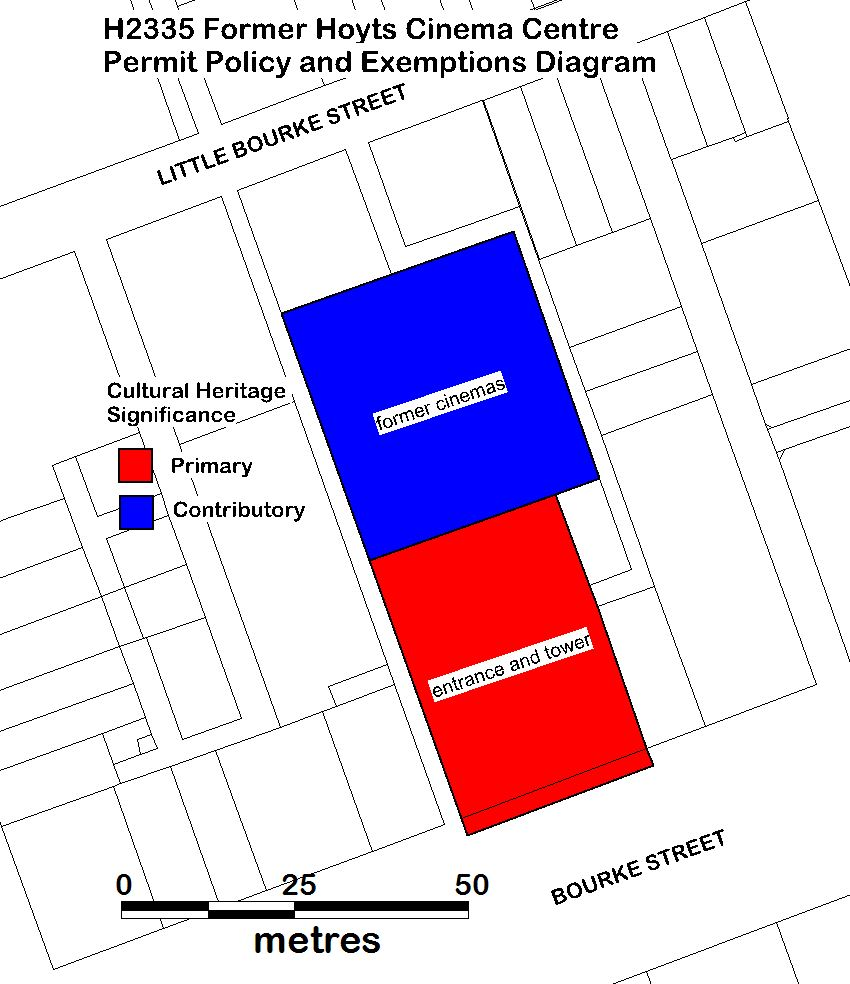 H2335 Former Hoyts Cinema Centre
Permit Policy and Exemptions Diagram
LITTLE BOURKE STREET
former cinemas
Cultural Heritage
Significance
Primary
Contributory
entrance and tower
BOURKE STREET
0 25 50
metres